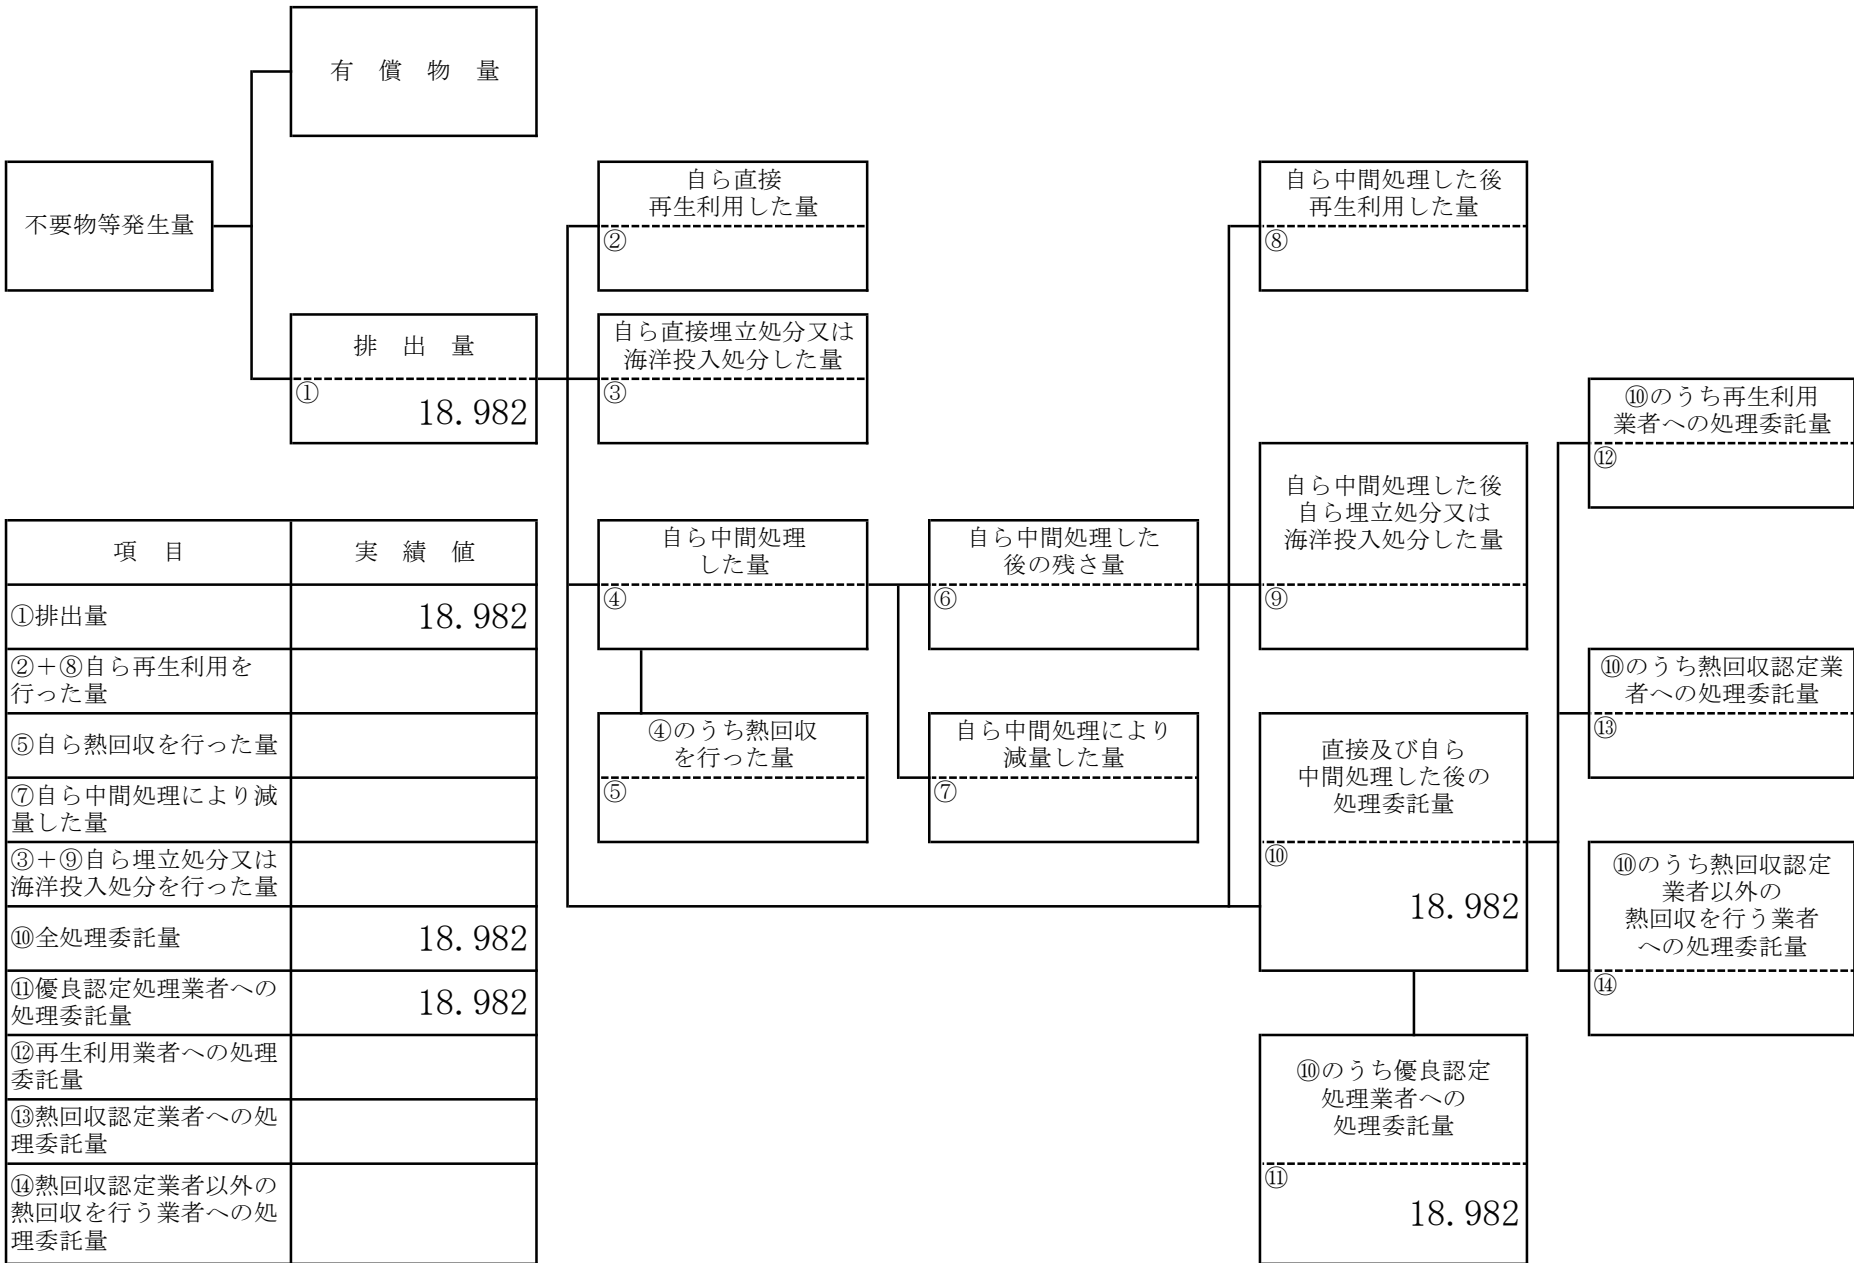 有 償 物 量
不要物等発生量
排 出 量
①
18.982
自ら直接
再生利用した量
②
自ら直接埋立処分又は
海洋投入処分した量
③
自ら中間処理
した量
④
④のうち熱回収
を行った量
⑤
自ら中間処理した
後の残さ量
⑥
自ら中間処理により
減量した量
⑦
自ら中間処理した後
再生利用した量
⑧
自ら中間処理した後
自ら埋立処分又は
海洋投入処分した量
⑨
直接及び自ら
中間処理した後の
処理委託量
⑩
18.982
⑩のうち優良認定
処理業者への
処理委託量
⑪
18.982
⑩のうち再生利用
業者への処理委託量
⑫
⑩のうち熱回収認定業
者への処理委託量
⑬
⑩のうち熱回収認定
業者以外の
熱回収を行う業者
への処理委託量
⑭
項 目 実 績 値
①排出量 18.982
②+⑧自ら再生利用を
行った量
⑤自ら熱回収を行った量
⑦自ら中間処理により減
量した量
③+⑨自ら埋立処分又は
海洋投入処分を行った量
⑩全処理委託量 18.982
⑪優良認定処理業者への
処理委託量 18.982
⑫再生利用業者への処理
委託量
⑬熱回収認定業者への処
理委託量
⑭熱回収認定業者以外の
熱回収を行う業者への処
理委託量